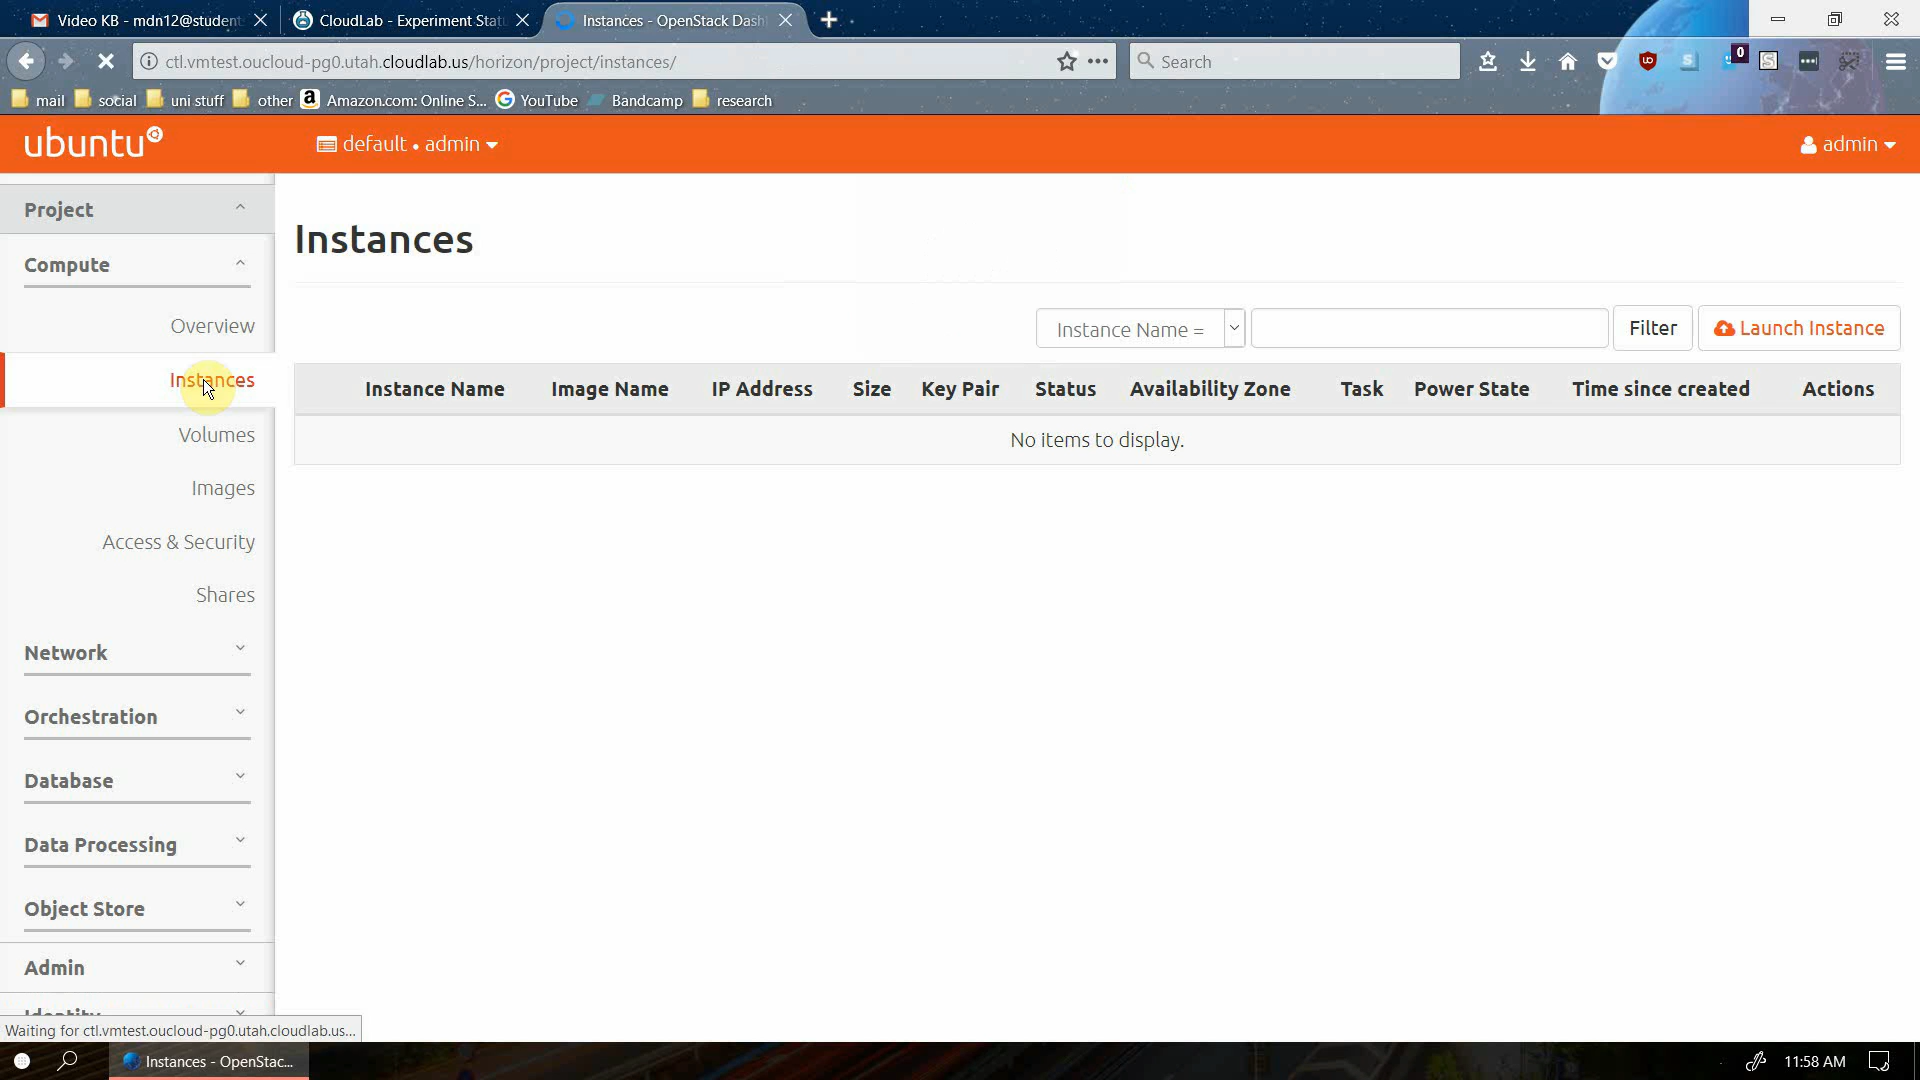 Video KB - mdn12@student
CloudLab - Experiment Stat
Instances - OpenStack Dash
ctl.vmtest.oucloud-pg0.utah.cloudlab.us/horizon/project/instances/
Search
0
mail
social
uni stuff
other
Amazon.com: Online S...
YouTube
Bandcamp
research
ubuntu
default • admin
admin
Project
Compute
Overview
Instances
Volumes
Images
Access & Security
Shares
Network
Orchestration
Database
Data Processing
Object Store
Admin
Identity
Instances
Instance Name =
Filter
Launch Instance
Instance Name Image Name IP Address Size Key Pair Status Availability Zone Task Power State Time since created Actions
No items to display.
Waiting for ctl.vmtest.oucloud-pg0.utah.cloudlab.us...
Instances - OpenStac...
11:58 AM